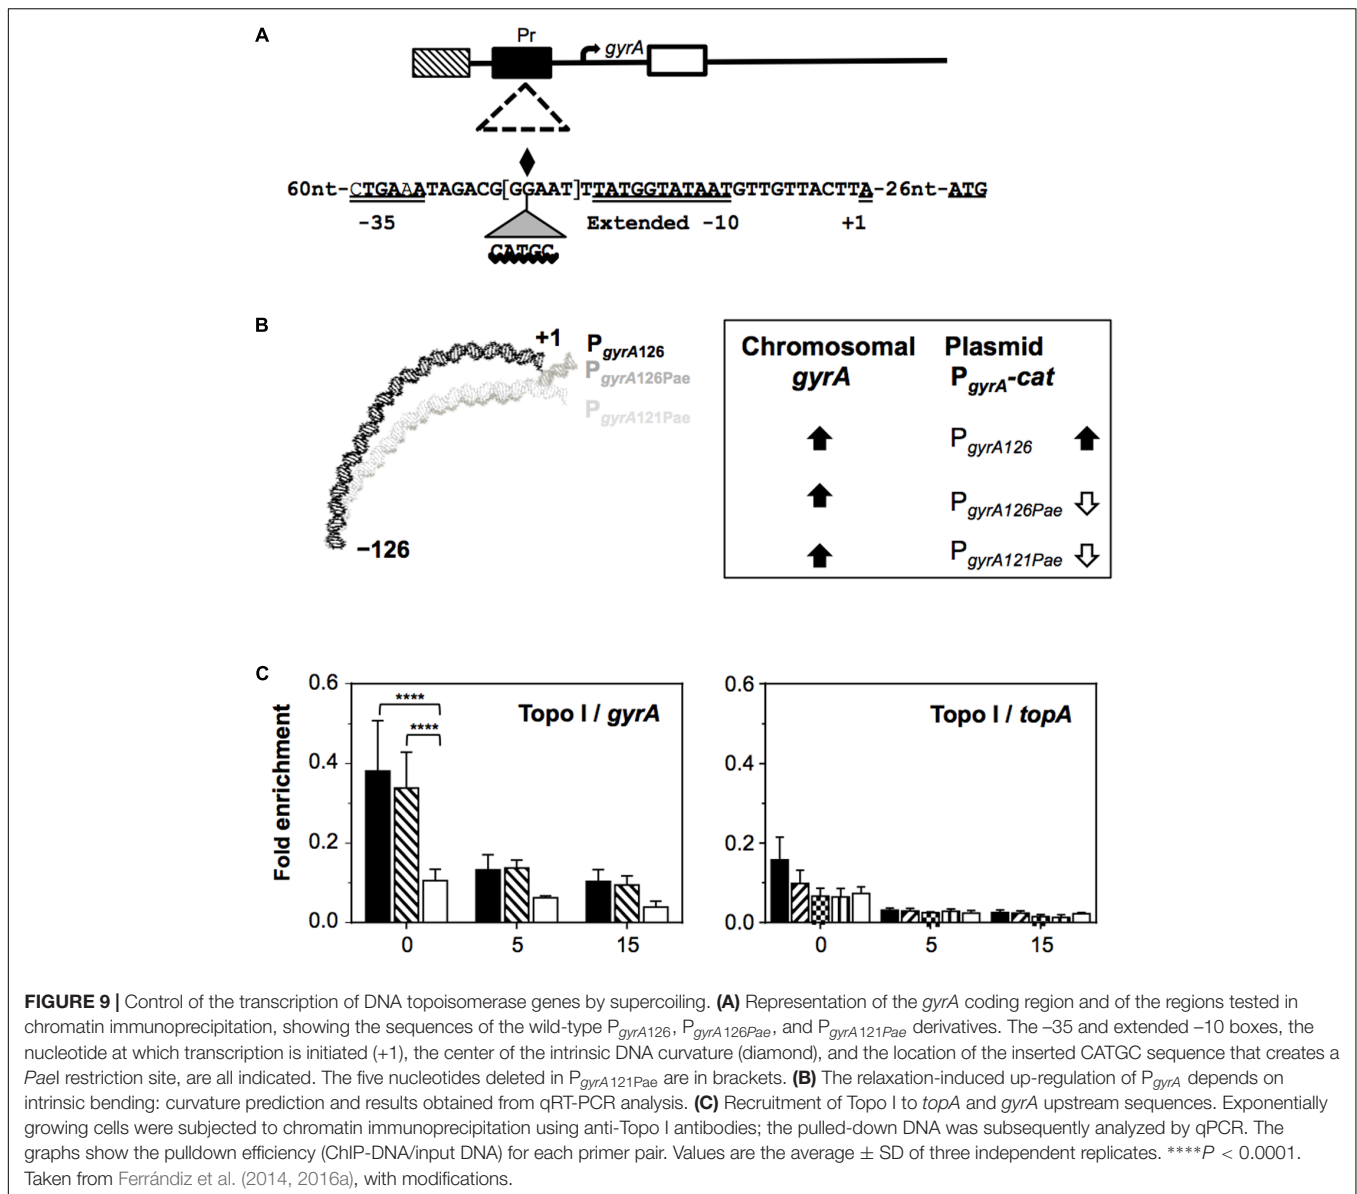 A
Pr
gyrA
60nt-CTGAAATAGACG[GGAAT]TTATGGTATAATGTTGTTACTTA-26nt-ATG
-35 Extended -10 +1
CATGC
B
+1 PgyrA126
PgyrA126Pae
PgyrA121Pae
−126
Chromosomal Plasmid
gyrA PgyrA-cat
PgyrA126
PgyrA126Pae
PgyrA121Pae
C
Fold enrichment
0.6
0.4
0.2
0.0
****
****
Topo I / gyrA
0 5 15
0.6
0.4
0.2
0.0
Topo I / topA
0 5 15
FIGURE 9 | Control of the transcription of DNA topoisomerase genes by supercoiling. (A) Representation of the gyrA coding region and of the regions tested in
chromatin immunoprecipitation, showing the sequences of the wild-type PgyrA126, PgyrA126Pae, and PgyrA121Pae derivatives. The –35 and extended –10 boxes, the
nucleotide at which transcription is initiated (+1), the center of the intrinsic DNA curvature (diamond), and the location of the inserted CATGC sequence that creates a
PaeI restriction site, are all indicated. The five nucleotides deleted in PgyrA121Pae are in brackets. (B) The relaxation-induced up-regulation of PgyrA depends on
intrinsic bending: curvature prediction and results obtained from qRT-PCR analysis. (C) Recruitment of Topo I to topA and gyrA upstream sequences. Exponentially
growing cells were subjected to chromatin immunoprecipitation using anti-Topo I antibodies; the pulled-down DNA was subsequently analyzed by qPCR. The
graphs show the pulldown efficiency (ChIP-DNA/input DNA) for each primer pair. Values are the average ± SD of three independent replicates. ****P < 0.0001.
Taken from Ferrándiz et al. (2014, 2016a), with modifications.